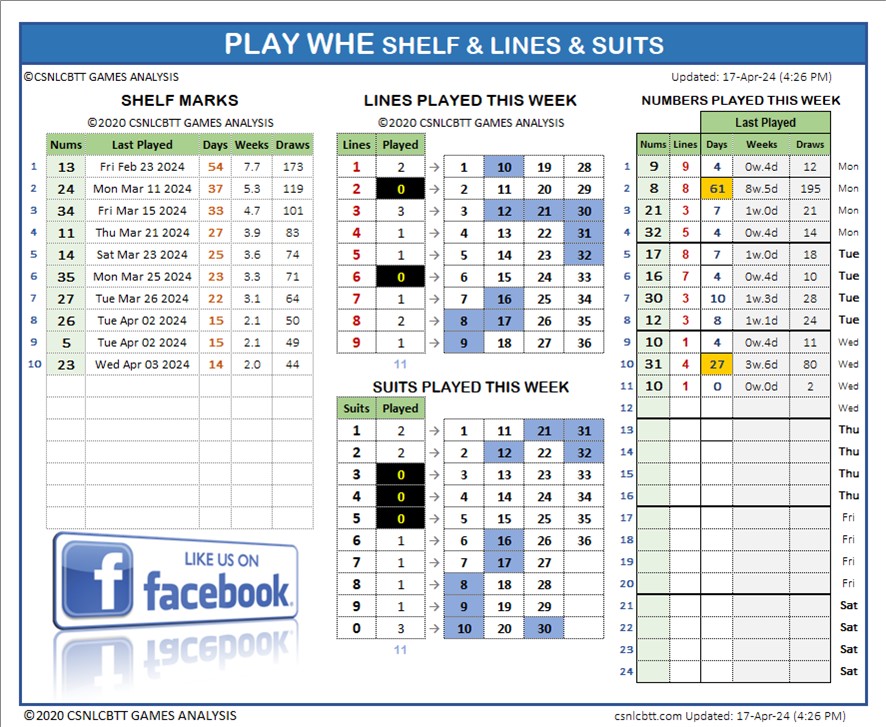 PLAY WHE SHELF & LINES & SUITS
©CSNLCBTT GAMES ANALYSIS
Updated: 17-Apr-24 (4:26 PM)
SHELF MARKS
©2020 CSNLCBTT GAMES ANALYSIS
Nums Last Played Days Weeks Draws
1 13 Fri Feb 23 2024 54 7.7 173
2 24 Mon Mar 11 2024 37 5.3 119
3 34 Fri Mar 15 2024 33 4.7 101
4 11 Thu Mar 21 2024 27 3.9 83
5 14 Sat Mar 23 2024 25 3.6 74
6 35 Mon Mar 25 2024 23 3.3 71
7 27 Tue Mar 26 2024 22 3.1 64
8 26 Tue Apr 02 2024 15 2.1 50
9 5 Tue Apr 02 2024 15 2.1 49
10 23 Wed Apr 03 2024 14 2.0 44
LIKE US ON
facebook.
LINES PLAYED THIS WEEK
©2020 CSNLCBTT GAMES ANALYSIS
Lines Played
1 2 → 1 10 19 28
2 0 → 2 11 20 29
3 3 → 3 12 21 30
4 1 → 4 13 22 31
5 1 → 5 14 23 32
6 0 → 6 15 24 33
7 1 → 7 16 25 34
8 2 → 8 17 26 35
9 1 → 9 18 27 36
11
SUITS PLAYED THIS WEEK
Suits Played
1 2 → 1 11 21 31
2 2 → 2 12 22 32
3 0 → 3 13 23 33
4 0 → 4 14 24 34
5 0 → 5 15 25 35
6 1 → 6 16 26 36
7 1 → 7 17 27
8 1 → 8 18 28
9 1 → 9 19 29
0 3 → 10 20 30
11
NUMBERS PLAYED THIS WEEK
Last Played
Nums Lines Days Weeks Draws
1 9 9 4 0w.4d 12 Mon
2 8 8 61 8w.5d 195 Mon
3 21 3 7 1w.0d 21 Mon
4 32 5 4 0w.4d 14 Mon
5 17 8 7 1w.0d 18 Tue
6 16 7 4 0w.4d 10 Tue
7 30 3 10 1w.3d 28 Tue
8 12 3 8 1w.1d 24 Tue
9 10 1 4 0w.4d 11 Wed
10 31 4 27 3w.6d 80 Wed
11 10 1 0 0w.0d 2 Wed
12 Wed
13 Thu
14 Thu
15 Thu
16 Thu
17 Fri
18 Fri
19 Fri
20 Fri
21 Sat
22 Sat
23 Sat
24 Sat
©2020 CSNLCBTT GAMES ANALYSIS
csnlcbtt.com Updated: 17-Apr-24 (4:26 PM)